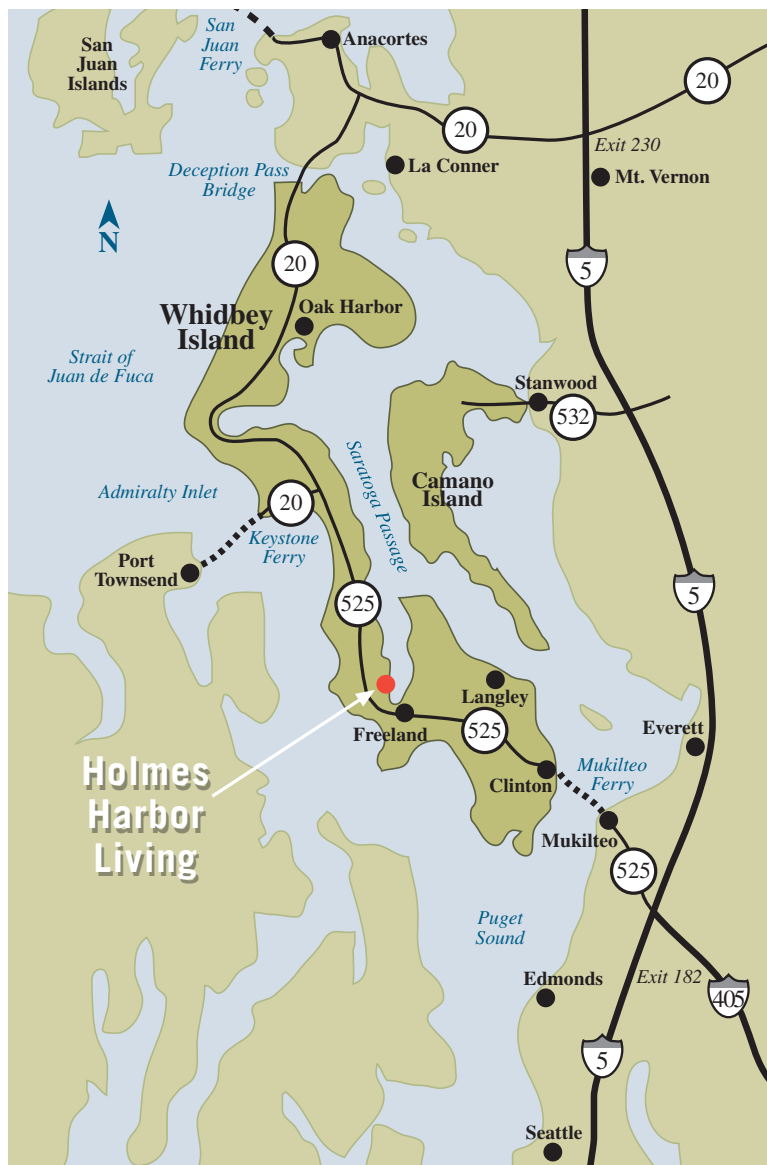 San
Juan
Ferry
San
Juan
Islands
Anacortes
20
20
Exit 230
La Conner
Mt. Vernon
Deception Pass
Bridge
N
20
5
Whidbey
Island
Oak Harbor
Strait of
Juan de Fuca
Stanwood
532
Saratoga Passage
Camano
Island
Admiralty Inlet
20
Keystone
Ferry
Port
Townsend
525
5
Langley
Freeland
525
Everett
Holmes
Harbor
Living
Clinton
Mukilteo
Ferry
Mukilteo
525
Puget
Sound
Edmonds
Exit 182
405
5
Seattle